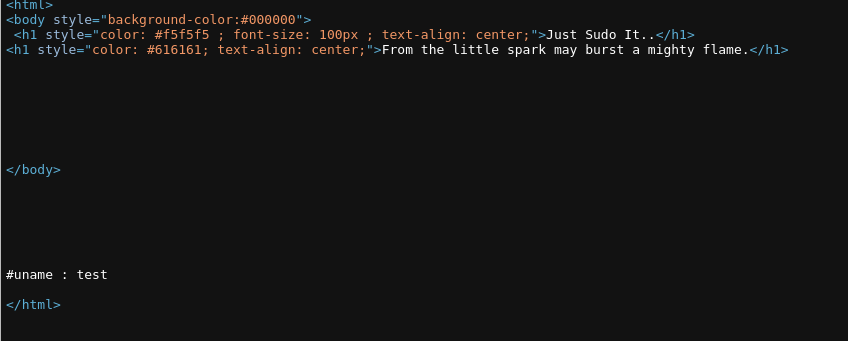 <html>
<body style="background-color:#000000">
<h1 style="color: #f5f5f5 ; font-size: 100px ; text-align: center;">Just Sudo It..</h1>
<h1 style="color: #616161; text-align: center;">From the little spark may burst a mighty flame.</h1>
</body>
#uname : test
</html>